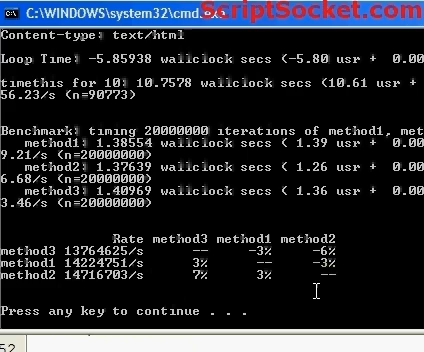 C:\WINDOWS\system32\cmd.exe
ScriptSocket.com
Content-type: text/html
Loop Time: -5.85938 wallclock secs (-5.80 usr +  0.00
timethis for 10: 10.7578 wallclock secs (10.61 usr +
56.23/s (n=90773)
Benchmark: timing 20000000 iterations of method1, met
method1: 1.38554 wallclock secs ( 1.39 usr +  0.00
9.21/s (n=20000000)
method2: 1.37639 wallclock secs ( 1.26 usr +  0.00
6.68/s (n=20000000)
method3: 1.40969 wallclock secs ( 1.36 usr +  0.00
3.46/s (n=20000000)
Rate method3 method1 method2
method3 13764625/s -- -3% -6%
method1 14224751/s 3% -- -3%
method2 14716703/s 7% 3% --
Press any key to continue . . .
52